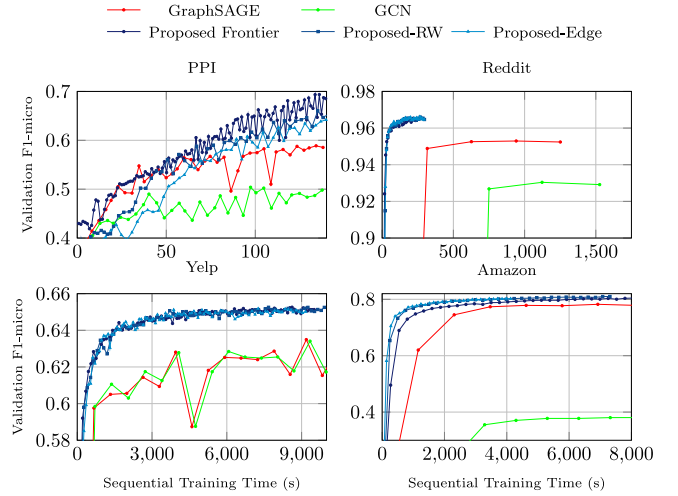 GraphSAGE GCN
Proposed Frontier Proposed-RW Proposed-Edge
PPI Reddit
Validation F1-micro
0.7
0.6
0.5
0.4
0 50 100
0.98
0.96
0.94
0.92
0.9
0 500 1,000 1,500
Yelp Amazon
Validation F1-micro
0.66
0.64
0.62
0.6
0.58
0 3,000 6,000 9,000
0.8
0.6
0.4
0 2,000 4,000 6,000 8,000
Sequential Training Time (s) Sequential Training Time (s)